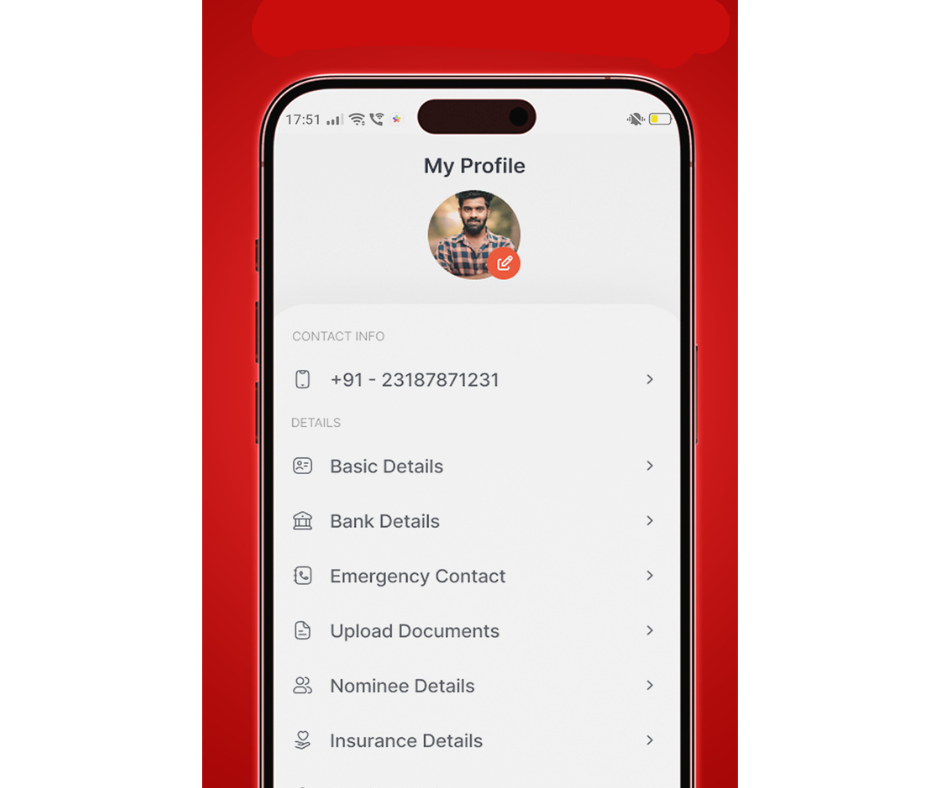 17:51
My Profile
CONTACT INFO
+91 - 23187871231
DETAILS
Basic Details
Bank Details
Emergency Contact
Upload Documents
Nominee Details
Insurance Details